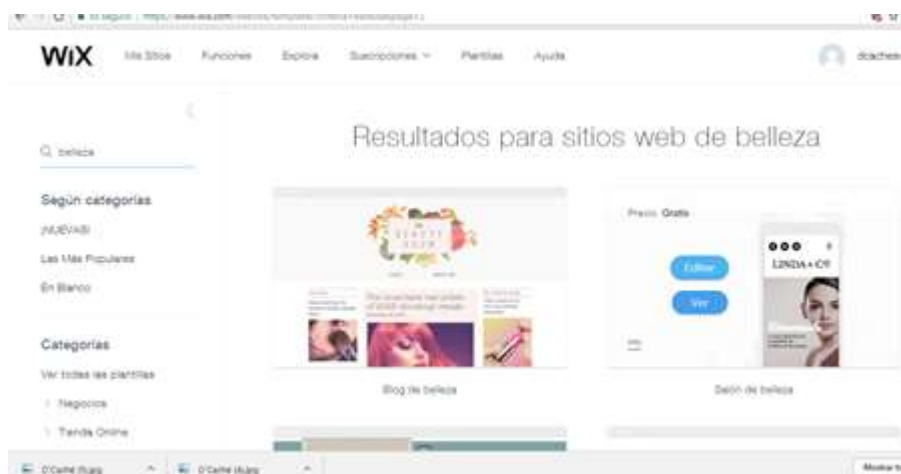 WiX
Mis Sitios
Funciones
Explora
Suscripciones
Plantillas
Ayuda
belleza
Resultados para sitios web de belleza
Según categorías
¡NUEVAS!
Las Más Populares
En Blanco
Categorías
Ver todas las plantillas
Negocios
Tienda Online
Blog de belleza
Precio: Gratis
Editar
Ver
LINDA + CO
Salón de belleza